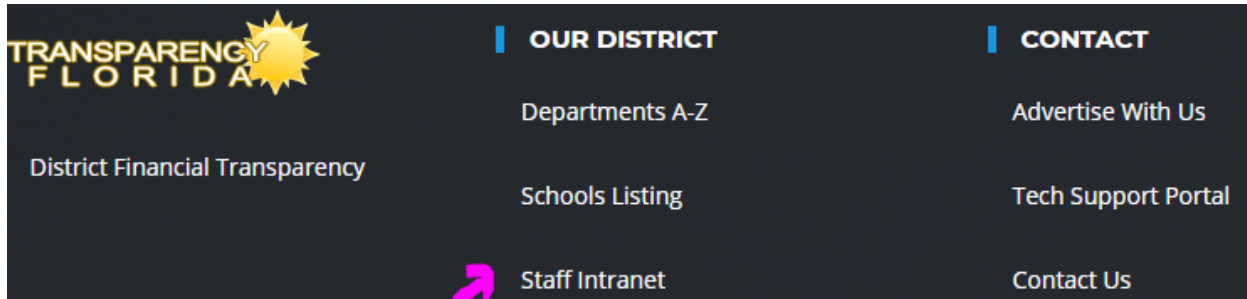 TRANSPARENCY
FLORIDA
District Financial Transparency
OUR DISTRICT
Departments A-Z
Schools Listing
Staff Intranet
CONTACT
Advertise With Us
Tech Support Portal
Contact Us